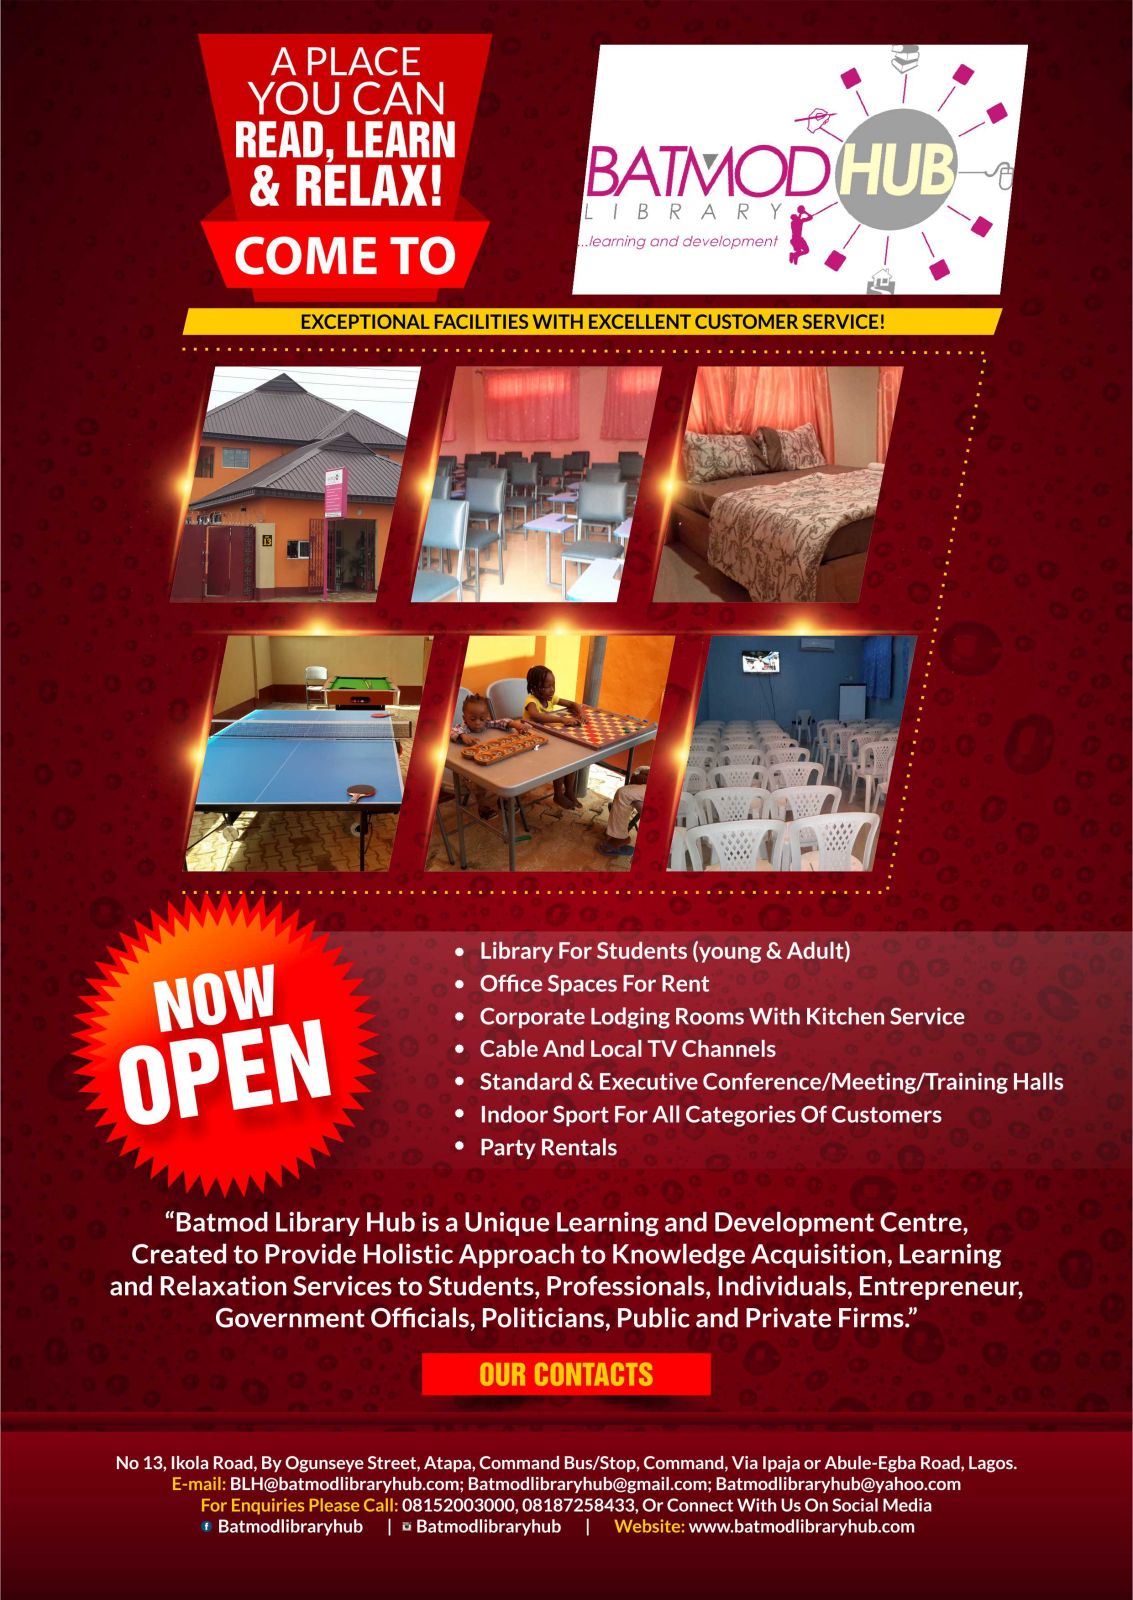 A PLACE
YOU CAN
READ, LEARN
& RELAX!
COME TO
BATMOD HUB
LIBRARY
...learning and development
EXCEPTIONAL FACILITIES WITH EXCELLENT CUSTOMER SERVICE!
13
NOW
OPEN
• Library For Students (young & Adult)
• Office Spaces For Rent
• Corporate Lodging Rooms With Kitchen Service
• Cable And Local TV Channels
• Standard & Executive Conference/Meeting/Training Halls
• Indoor Sport For All Categories Of Customers
• Party Rentals
“Batmod Library Hub is a Unique Learning and Development Centre,
Created to Provide Holistic Approach to Knowledge Acquisition, Learning
and Relaxation Services to Students, Professionals, Individuals, Entrepreneur,
Government Officials, Politicians, Public and Private Firms.”
OUR CONTACTS
No 13, Ikola Road, By Ogunseye Street, Atapa, Command Bus/Stop, Command, Via Ipaja or Abule-Egba Road, Lagos.
E-mail: BLH@batmodlibraryhub.com; Batmodlibraryhub@gmail.com; Batmodlibraryhub@yahoo.com
For Enquiries Please Call: 08152003000, 08187258433, Or Connect With Us On Social Media
f Batmodlibraryhub | Batmodlibraryhub | Website: www.batmodlibraryhub.com